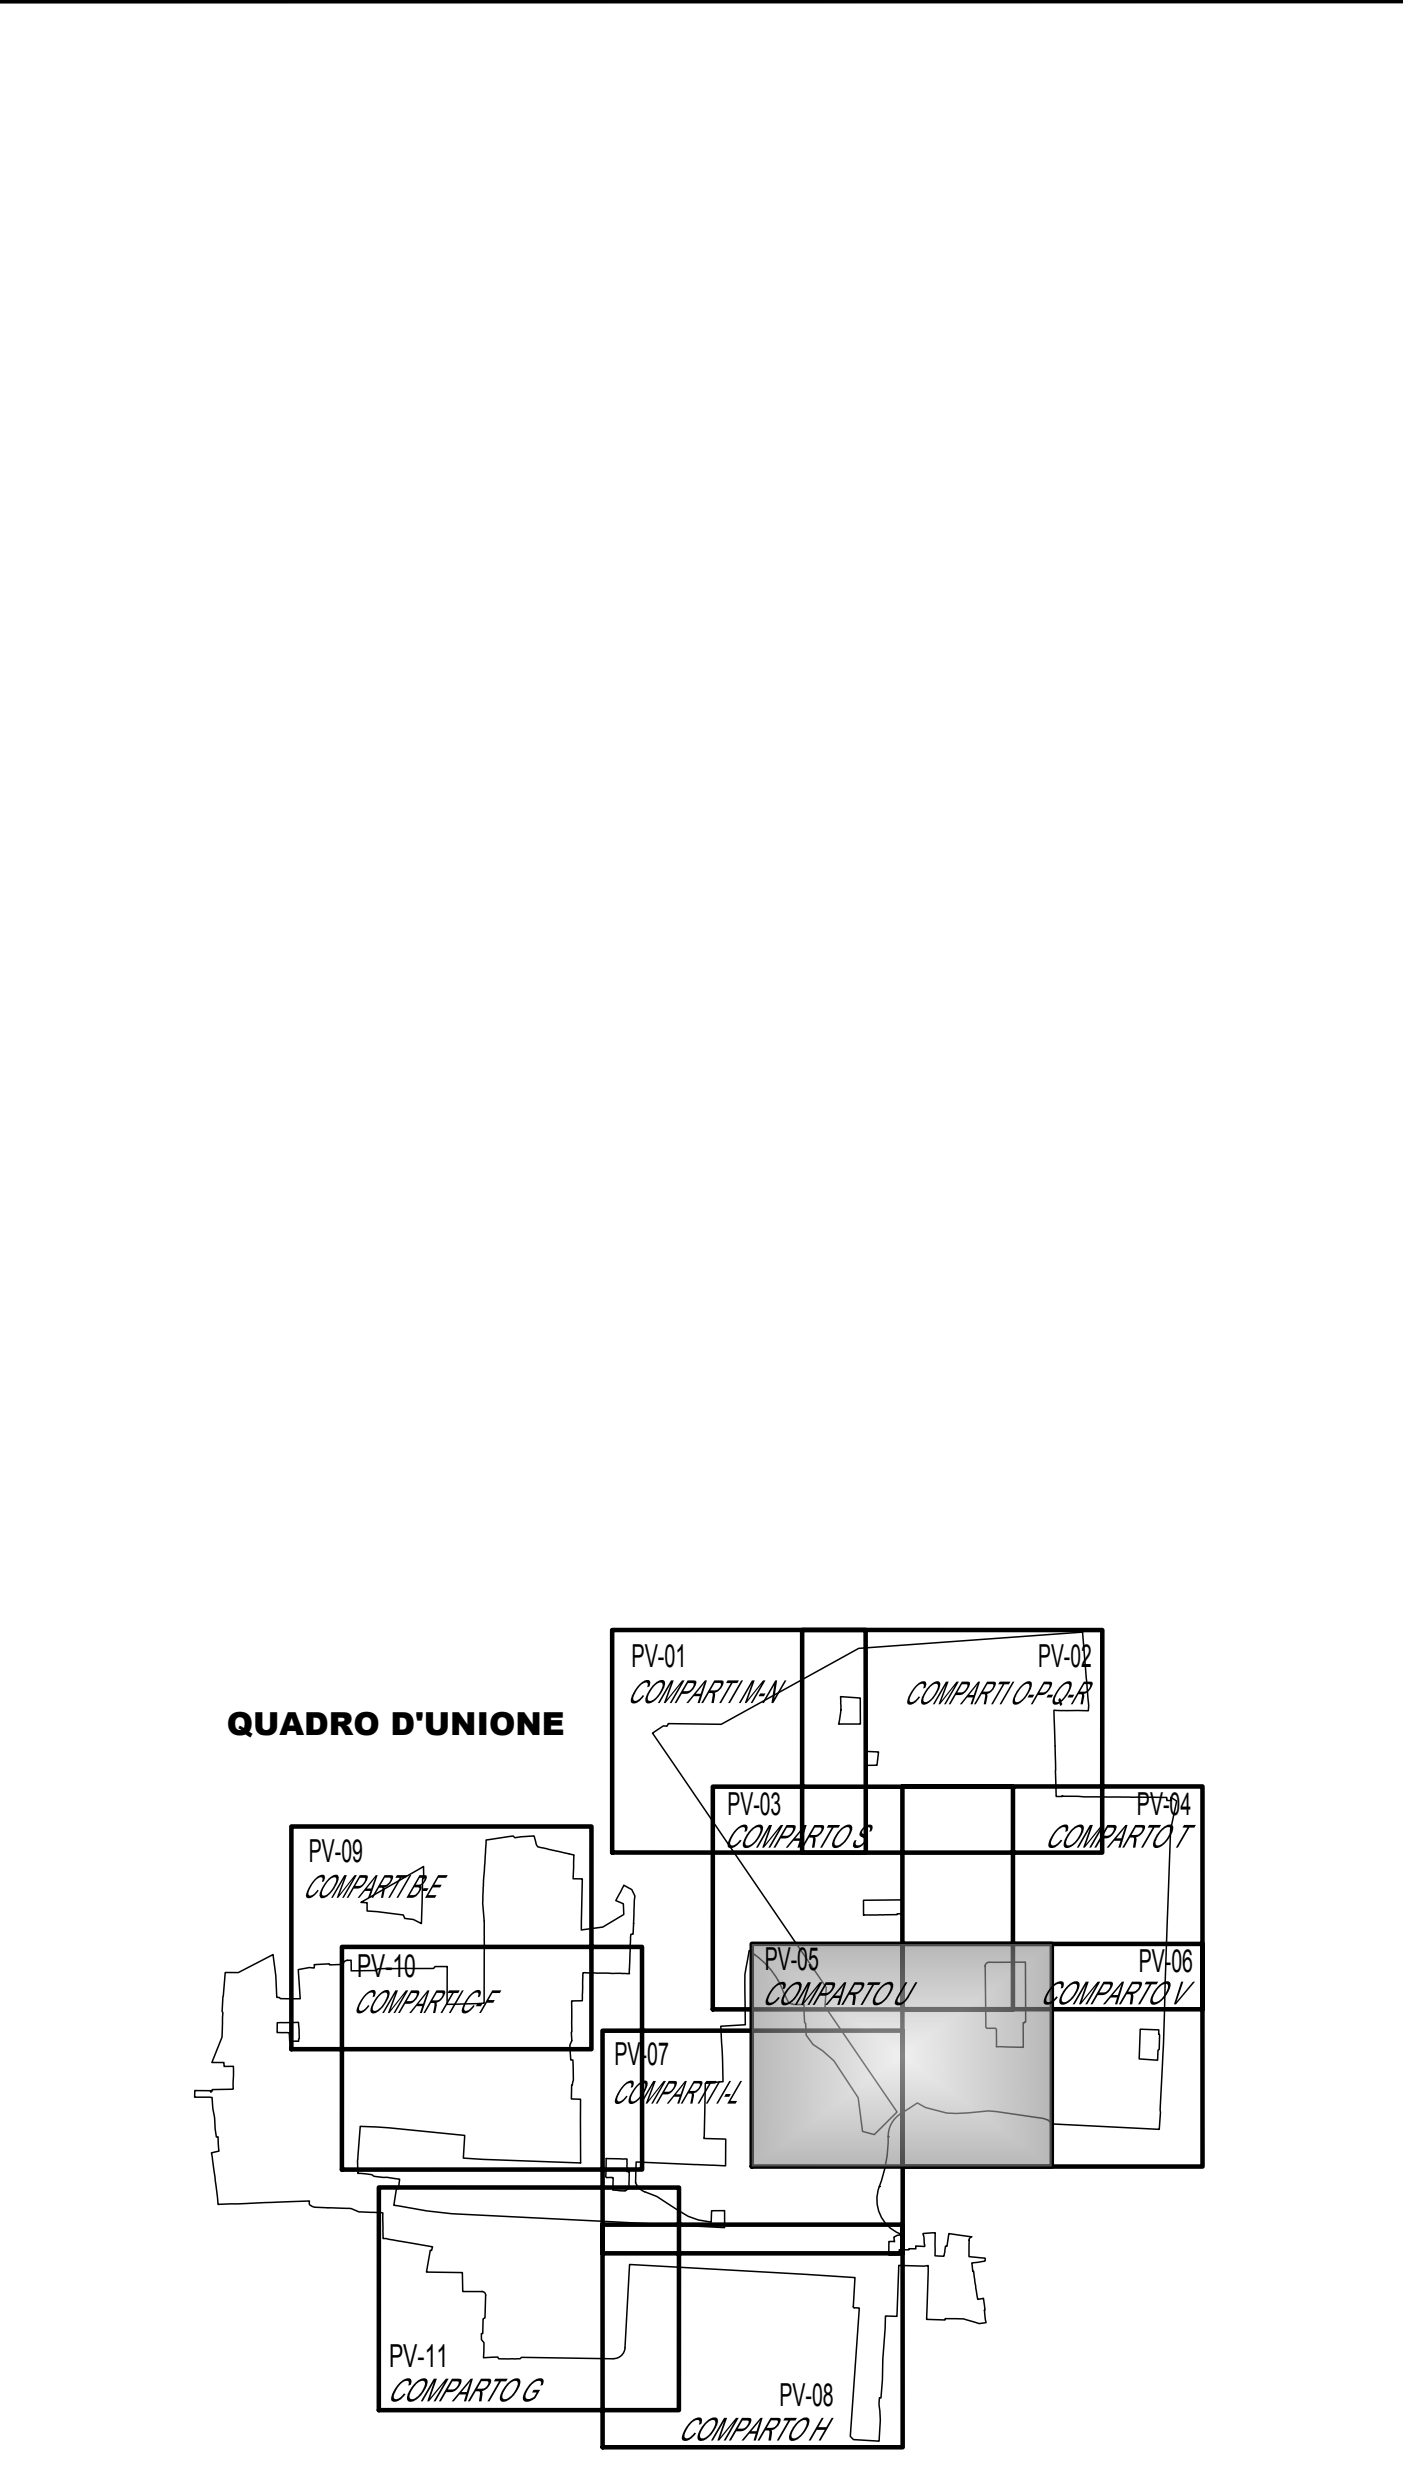 PV-01
COMPARTI M-N
PV-02
COMPARTI O-P-Q-R
QUADRO D'UNIONE
PV-03
COMPARTO S
PV-04
COMPARTO T
PV-09
COMPARTI B-E
PV-05
COMPARTO U
PV-06
COMPARTO V
PV-10
COMPARTI C-F
PV-07
COMPARTI I-L
PV-11
COMPARTO G
PV-08
COMPARTO H